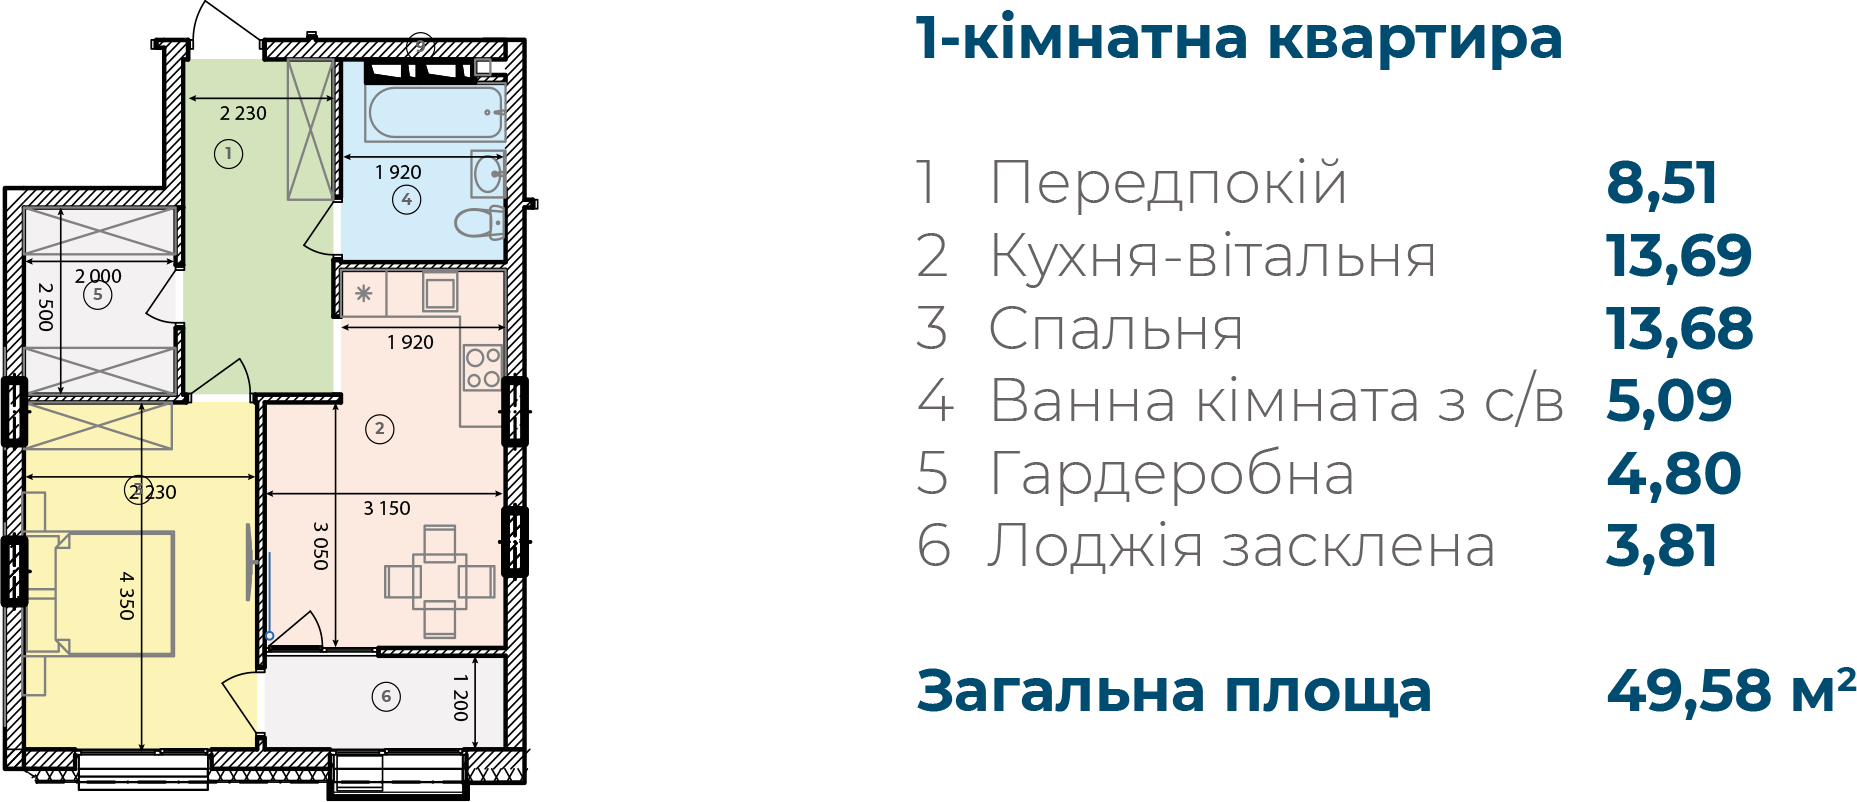 1-кімнатна квартира
1 Передпокій 8,51
2 Кухня-вітальня 13,69
3 Спальня 13,68
4 Ванна кімната з с/в 5,09
5 Гардеробна 4,80
6 Лоджія засклена 3,81
Загальна площа 49,58 м²
2 230
1
1 920
4
2 000
5
2 500
1 920
2
2 230
3 150
3 050
4 350
6
1 200